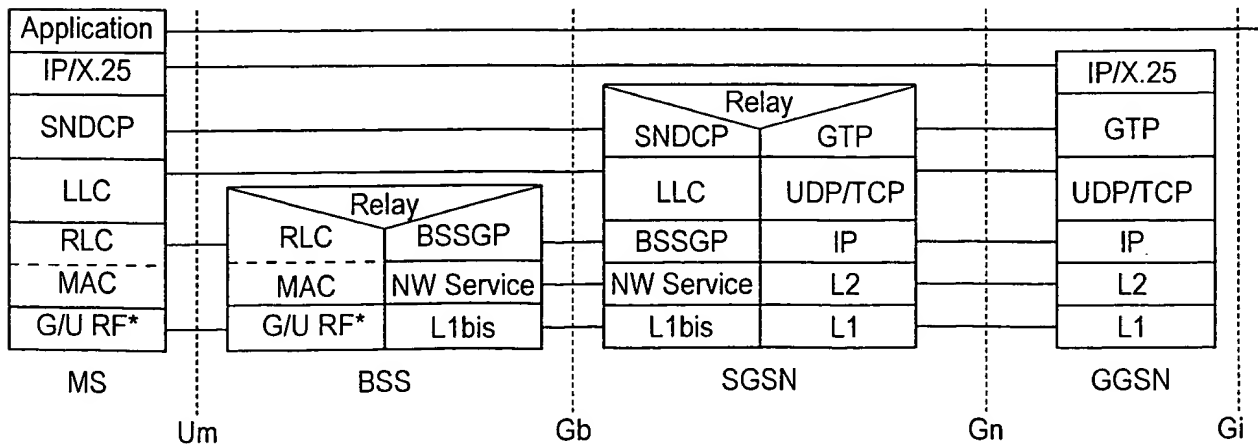 Application
IP/X.25
SNDCP
LLC
RLC
MAC
G/U RF*
MS
Um
Relay
RLC
BSSGP
MAC
NW Service
G/U RF*
L1bis
BSS
Gb
Relay
SNDCP
GTP
LLC
UDP/TCP
BSSGP
IP
NW Service
L2
L1bis
L1
SGSN
Gn
IP/X.25
GTP
UDP/TCP
IP.
L2
L1
GGSN
Gi